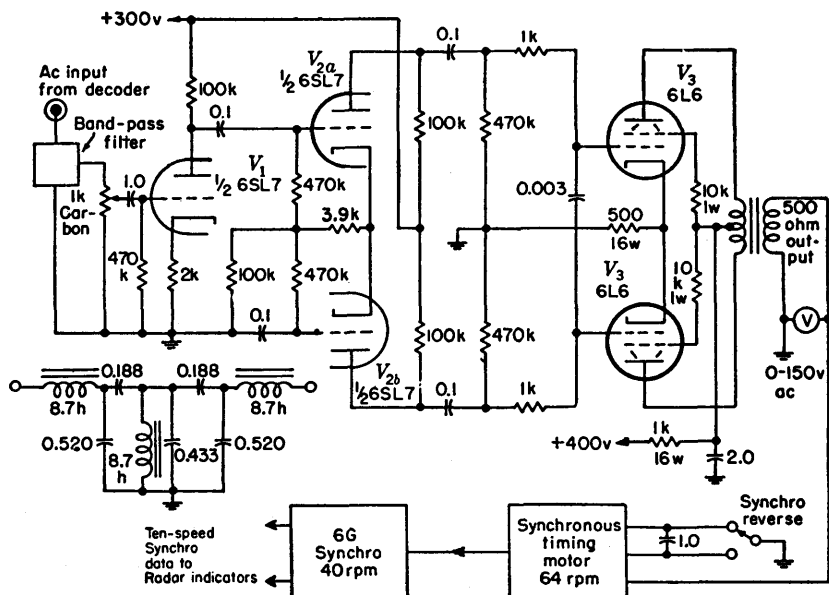 +300v
Ac input
from decoder
Band-pass
filter
1k
Car-
bon
1.0
470
k
100k
0.1
V1
½
6SL7
2k
V2a
½ 6SL7
470k
3.9k
100k
470k
0.1
V2b
½6SL7
0.1
1k
100k
470k
100k
470k
0.1
1k
0.003
500
16w
V3
6L6
V3
6L6
10k
1w
10
k
1w
500
ohm
out-
put
V
0-150v
ac
+400v
1k
16w
2.0
8.7h
0.188
0.188
8.7h
0.520
8.7
h
0.433
0.520
Ten-speed
Synchro
data to
Radar indicators
6G
Synchro
40rpm
Synchronous
timing
motor
64 rpm
1.0
Synchro
reverse